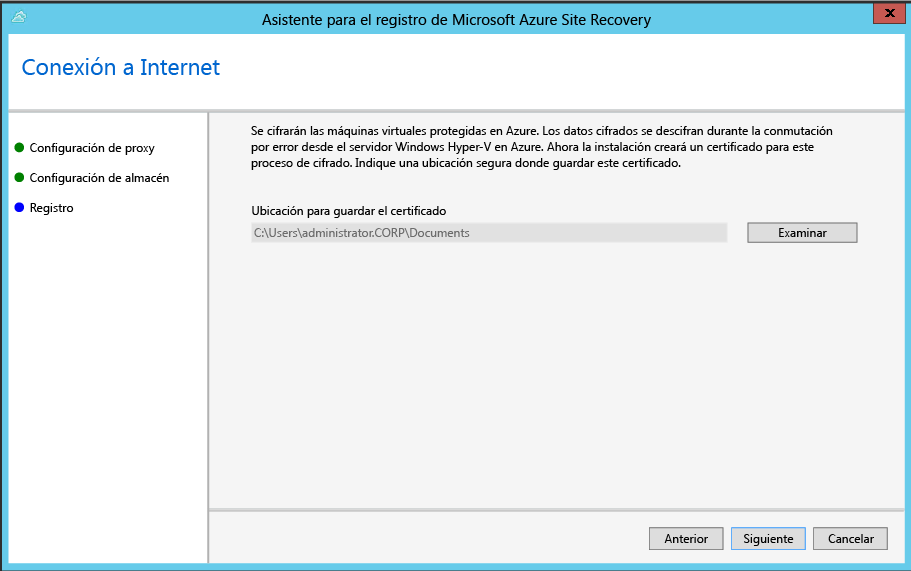 Asistente para el registro de Microsoft Azure Site Recovery
Conexión a Internet
Configuración de proxy
Configuración de almacén
Registro
Se cifrarán las máquinas virtuales protegidas en Azure. Los datos cifrados se descifran durante la conmutación
por error desde el servidor Windows Hyper-V en Azure. Ahora la instalación creará un certificado para este
proceso de cifrado. Indique una ubicación segura donde guardar este certificado.
Ubicación para guardar el certificado
C:\Users\administrator.CORP\Documents
Examinar
Anterior
Siguiente
Cancelar